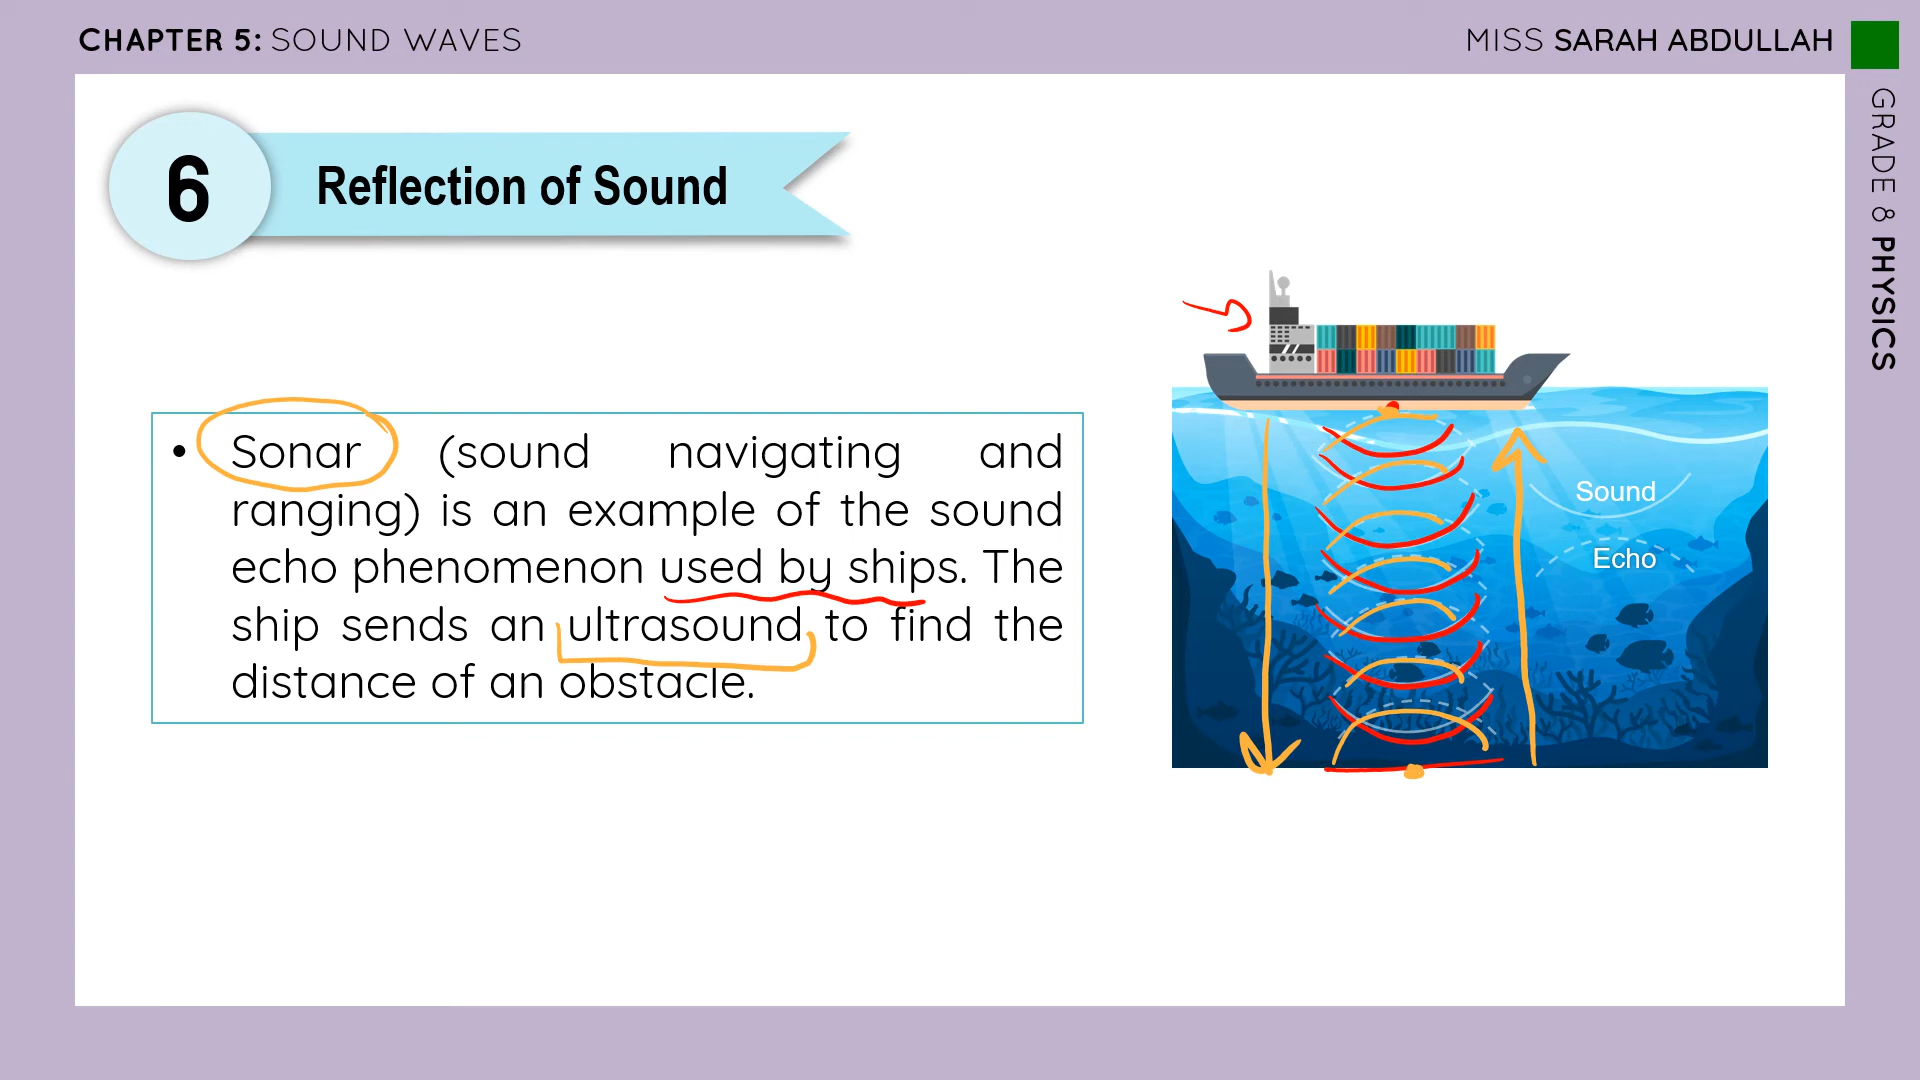 CHAPTER 5: SOUND WAVES
MISS SARAH ABDULLAH
GRADE 8 PHYSICS
6
Reflection of Sound
• Sonar (sound navigating and
ranging) is an example of the sound
echo phenomenon used by ships. The
ship sends an ultrasound to find the
distance of an obstacle.
Sound
Echo